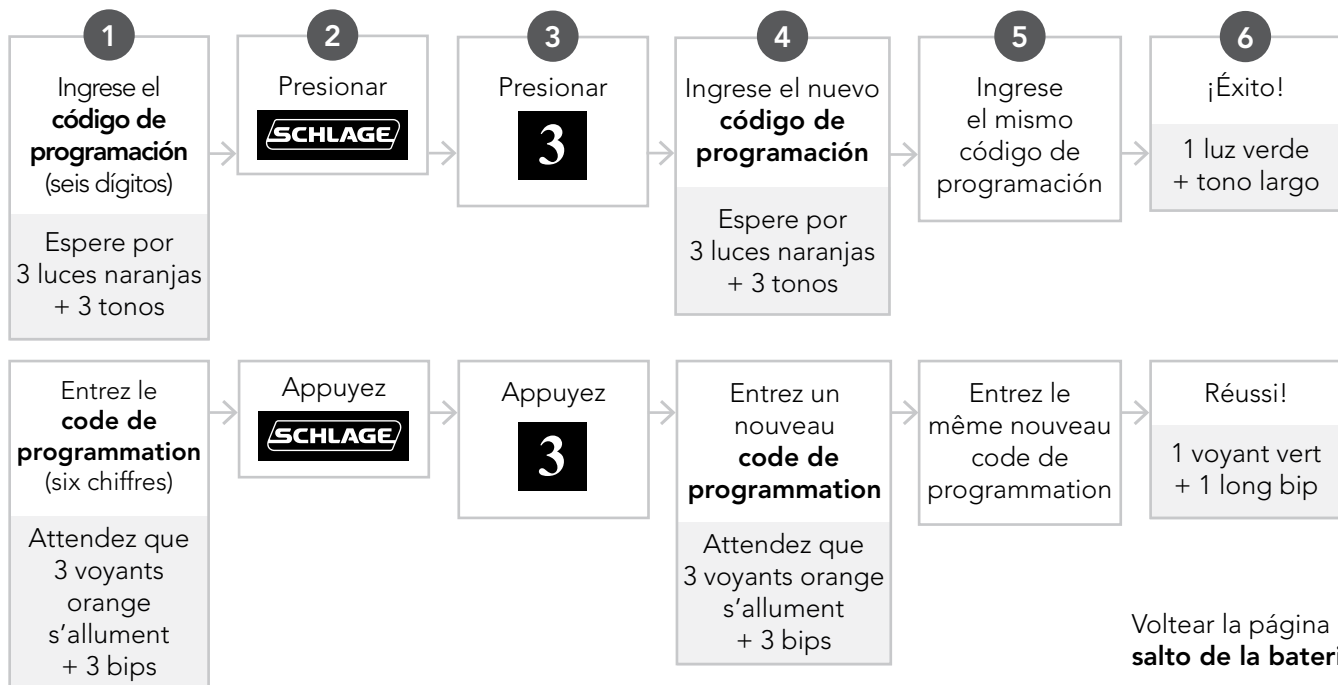 1
Ingrese el
código de
programación
(seis dígitos)
Espere por
3 luces naranjas
+ 3 tonos
2
Presionar
SCHLAGE
3
Presionar
3
4
Ingrese el nuevo
código de
programación
Espere por
3 luces naranjas
+ 3 tonos
5
Ingrese
el mismo
código de
programación
6
¡Éxito!
1 luz verde
+ tono largo
Entrez le
code de
programmation
(six chiffres)
Attendez que
3 voyants
orange
s'allument
+ 3 bips
Appuyez
SCHLAGE
Appuyez
3
Entrez un
nouveau
code de
programmation
Attendez que
3 voyants orange
s'allument
+ 3 bips
Entrez le
même nouveau
code de
programmation
Réussi!
1 voyant vert
+ 1 long bip
Voltear la página
salto de la bateri